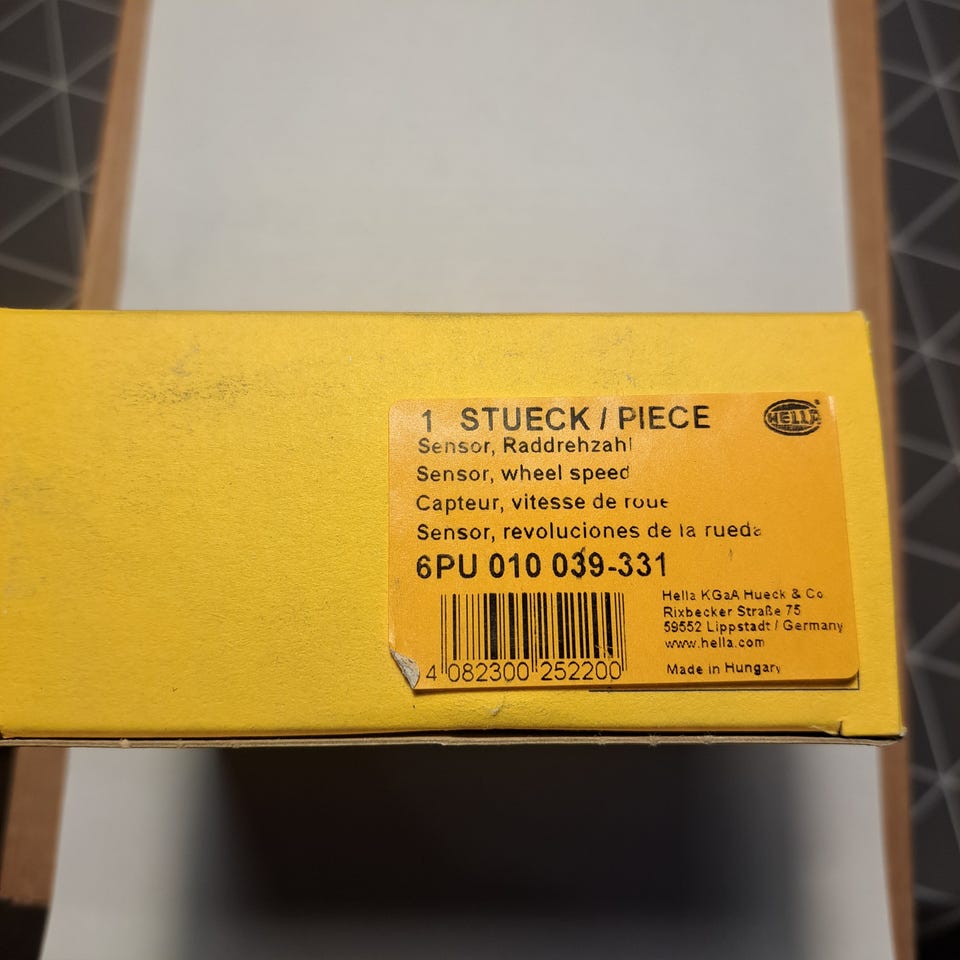 1 STUECK / PIECE
HELLA
Sensor, Raddrehzahl
Sensor, wheel speed
Capteur, vitesse de roue
Sensor, revoluciones de la rueda
6PU 010 039-331
Hella KGaA Hueck & Co
Rixbecker Straße 75
59552 Lippstadt / Germany
www.hella.com
Made in Hungary
4 082300 252200